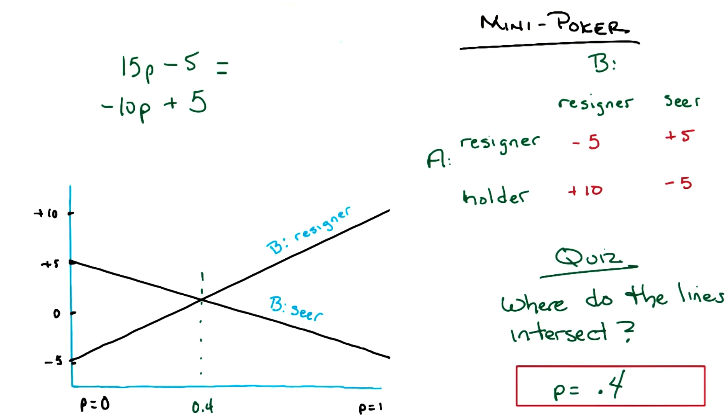 15p - 5 =
-10p + 5
+10
+5
0
-5
B: resigner
B: seer
p=0
0.4
p=1
MINI-POKER
B:
resigner seer
A:
resigner -5 +5
holder +10 -5
Quiz
Where do the lines
intersect?
p= .4